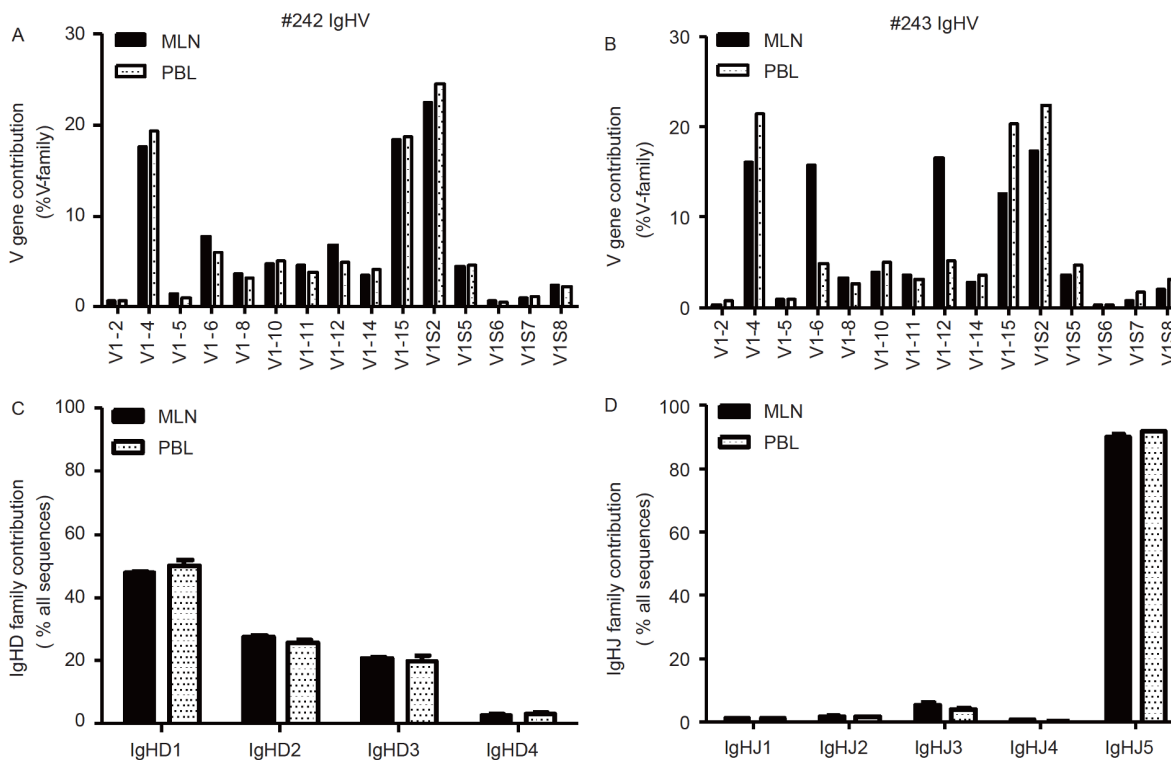 A
#242 IgHV
MLN
PBL
V gene contribution
(%V-family)
30
20
10
0
V1-2
V1-4
V1-5
V1-6
V1-8
V1-10
V1-11
V1-12
V1-14
V1-15
V1S2
V1S5
V1S6
V1S7
V1S8
B
#243 IgHV
MLN
PBL
V gene contribution
(%V-family)
30
20
10
0
V1-2
V1-4
V1-5
V1-6
V1-8
V1-10
V1-11
V1-12
V1-14
V1-15
V1S2
V1S5
V1S6
V1S7
V1S8
C
MLN
PBL
IgHD family contribution
( % all sequences)
100
80
60
40
20
0
IgHD1
IgHD2
IgHD3
IgHD4
D
MLN
PBL
IgHJ family contribution
( % all sequences)
100
80
60
40
20
0
IgHJ1
IgHJ2
IgHJ3
IgHJ4
IgHJ5